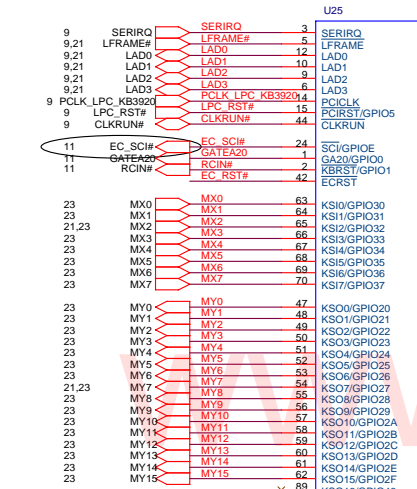 U25
9 SERIRQ SERIRQ 3 SERIRQ
9,21 LFRAME# LFRAME# 5 LFRAME
9,21 LAD0 LAD0 12 LAD0
9,21 LAD1 LAD1 10 LAD1
9,21 LAD2 LAD2 9 LAD2
9,21 LAD3 LAD3 6 LAD3
9 PCLK_LPC_KB3920 PCLK_LPC_KB3920 14 PCICLK
9 LPC_RST# LPC_RST# 15 PCIRST/GPIO5
9 CLKRUN# CLKRUN# 44 CLKRUN
11 EC_SCI# EC_SCI# 24 SCI/GPIOE
11 GATEA20 GATEA20 1 GA20/GPIO0
11 RCIN# RCIN# 2 KBRST/GPIO1
EC_RST# 42 ECRST
23 MX0 MX0 63 KSI0/GPIO30
23 MX1 MX1 64 KSI1/GPIO31
21,23 MX2 MX2 65 KSI2/GPIO32
23 MX3 MX3 66 KSI3/GPIO33
23 MX4 MX4 67 KSI4/GPIO34
23 MX5 MX5 68 KSI5/GPIO35
23 MX6 MX6 69 KSI6/GPIO36
23 MX7 MX7 70 KSI7/GPIO37
23 MY0 MY0 47 KSO0/GPIO20
23 MY1 MY1 48 KSO1/GPIO21
23 MY2 MY2 49 KSO2/GPIO22
23 MY3 MY3 50 KSO3/GPIO23
23 MY4 MY4 51 KSO4/GPIO24
23 MY5 MY5 52 KSO5/GPIO25
23 MY6 MY6 53 KSO6/GPIO26
21,23 MY7 MY7 54 KSO7/GPIO27
23 MY8 MY8 55 KSO8/GPIO28
23 MY9 MY9 56 KSO9/GPIO29
23 MY10 MY10 57 KSO10/GPIO2A
23 MY11 MY11 58 KSO11/GPIO2B
23 MY12 MY12 59 KSO12/GPIO2C
23 MY13 MY13 60 KSO13/GPIO2D
23 MY14 MY14 61 KSO14/GPIO2E
23 MY15 MY15 62 KSO15/GPIO2F
89